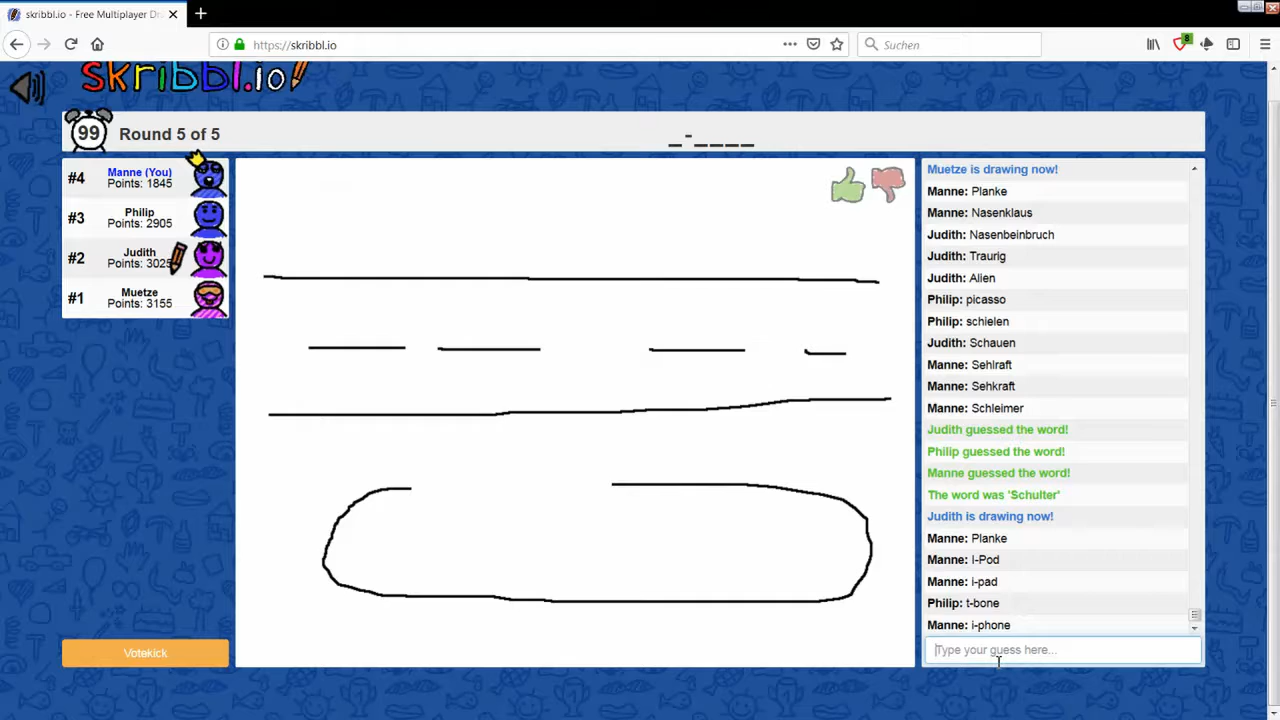 skribbl.io - Free Multiplayer Dr
https://skribbl.io
Suchen
8
skribbl.io!
99
Round 5 of 5
_-____
#4
Manne (You)
Points: 1845
#3
Philip
Points: 2905
#2
Judith
Points: 3025
#1
Muetze
Points: 3155
Votekick
Muetze is drawing now!
Manne: Planke
Manne: Nasenklaus
Judith: Nasenbeinbruch
Judith: Traurig
Judith: Alien
Philip: picasso
Philip: schielen
Judith: Schauen
Manne: Sehlraft
Manne: Sehkraft
Manne: Schleimer
Judith guessed the word!
Philip guessed the word!
Manne guessed the word!
The word was 'Schulter'
Judith is drawing now!
Manne: Planke
Manne: I-Pod
Manne: i-pad
Philip: t-bone
Manne: i-phone
Type your guess here...